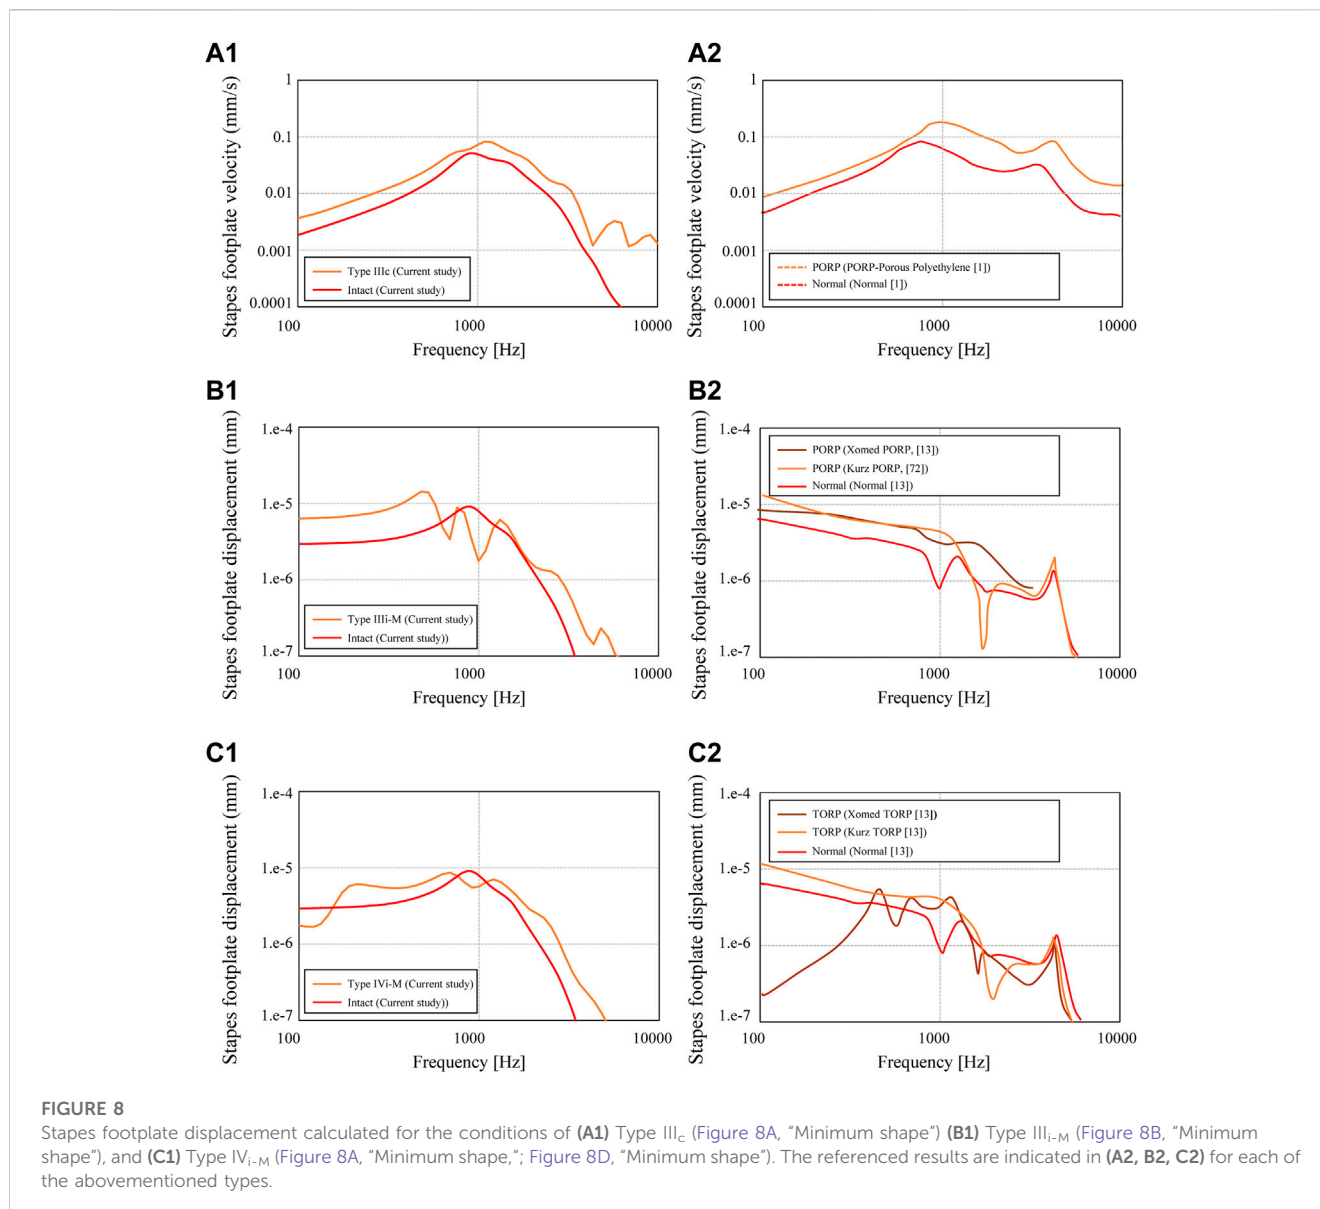 A1
Stapes footplate velocity (mm/s)
1
0.1
0.01
0.001
0.0001
Type IIIc (Current study)
Intact (Current study)
100
1000
10000
Frequency [Hz]
A2
Stapes footplate velocity (mm/s)
1
0.1
0.01
0.001
0.0001
PORP (PORP-Porous Polyethylene [1])
Normal (Normal [1])
100
1000
10000
Frequency [Hz]
B1
Stapes footplate displacement (mm)
1.e-4
1.e-5
1.e-6
1.e-7
Type IIIi-M (Current study)
Intact (Current study))
100
1000
10000
Frequency [Hz]
B2
Stapes footplate displacement (mm)
1.e-4
1.e-5
1.e-6
1.e-7
PORP (Xomed PORP, [13])
PORP (Kurz PORP, [72])
Normal (Normal [13])
100
1000
10000
Frequency [Hz]
C1
Stapes footplate displacement (mm)
1.e-4
1.e-5
1.e-6
1.e-7
Type IVi-M (Current study)
Intact (Current study))
100
1000
10000
Frequency [Hz]
C2
Stapes footplate displacement (mm)
1.e-4
1.e-5
1.e-6
1.e-7
TORP (Xomed TORP [13])
TORP (Kurz TORP [13])
Normal (Normal [13])
100
1000
10000
Frequency [Hz]
FIGURE 8
Stapes footplate displacement calculated for the conditions of (A1) Type IIIc (Figure 8A, “Minimum shape”) (B1) Type IIIi-M (Figure 8B, “Minimum
shape”), and (C1) Type IVi-M (Figure 8A, “Minimum shape,“; Figure 8D, “Minimum shape”). The referenced results are indicated in (A2, B2, C2) for each of
the abovementioned types.